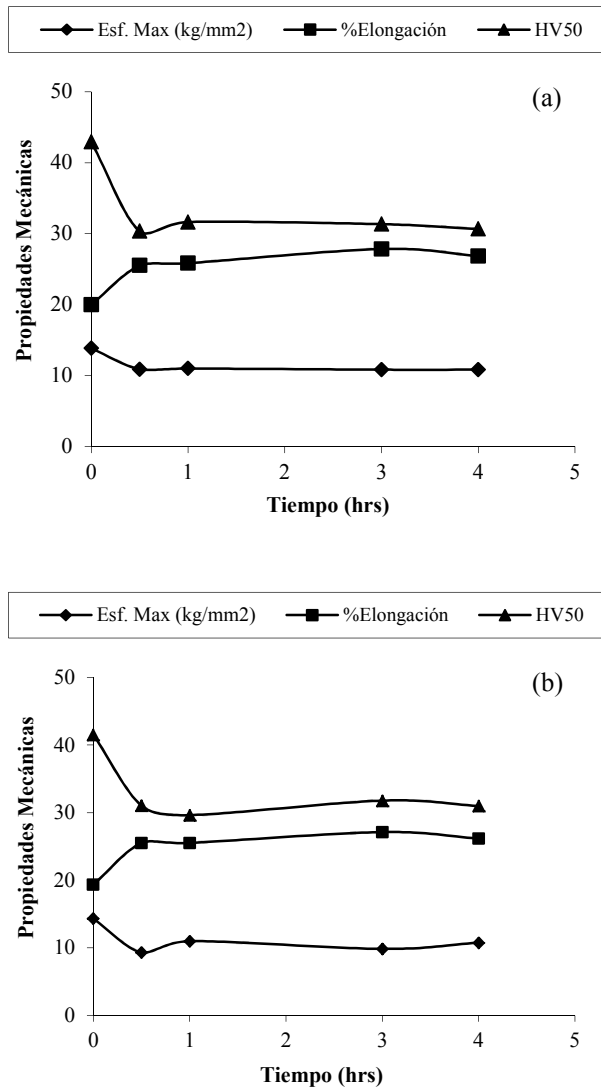 Esf. Max (kg/mm2) %Elongación HV50
(a)
50
40
30
20
10
0
Propiedades Mecánicas
0 1 2 3 4 5
Tiempo (hrs)
Esf. Max (kg/mm2) %Elongación HV50
(b)
50
40
30
20
10
0
Propiedades Mecánicas
0 1 2 3 4 5
Tiempo (hrs)